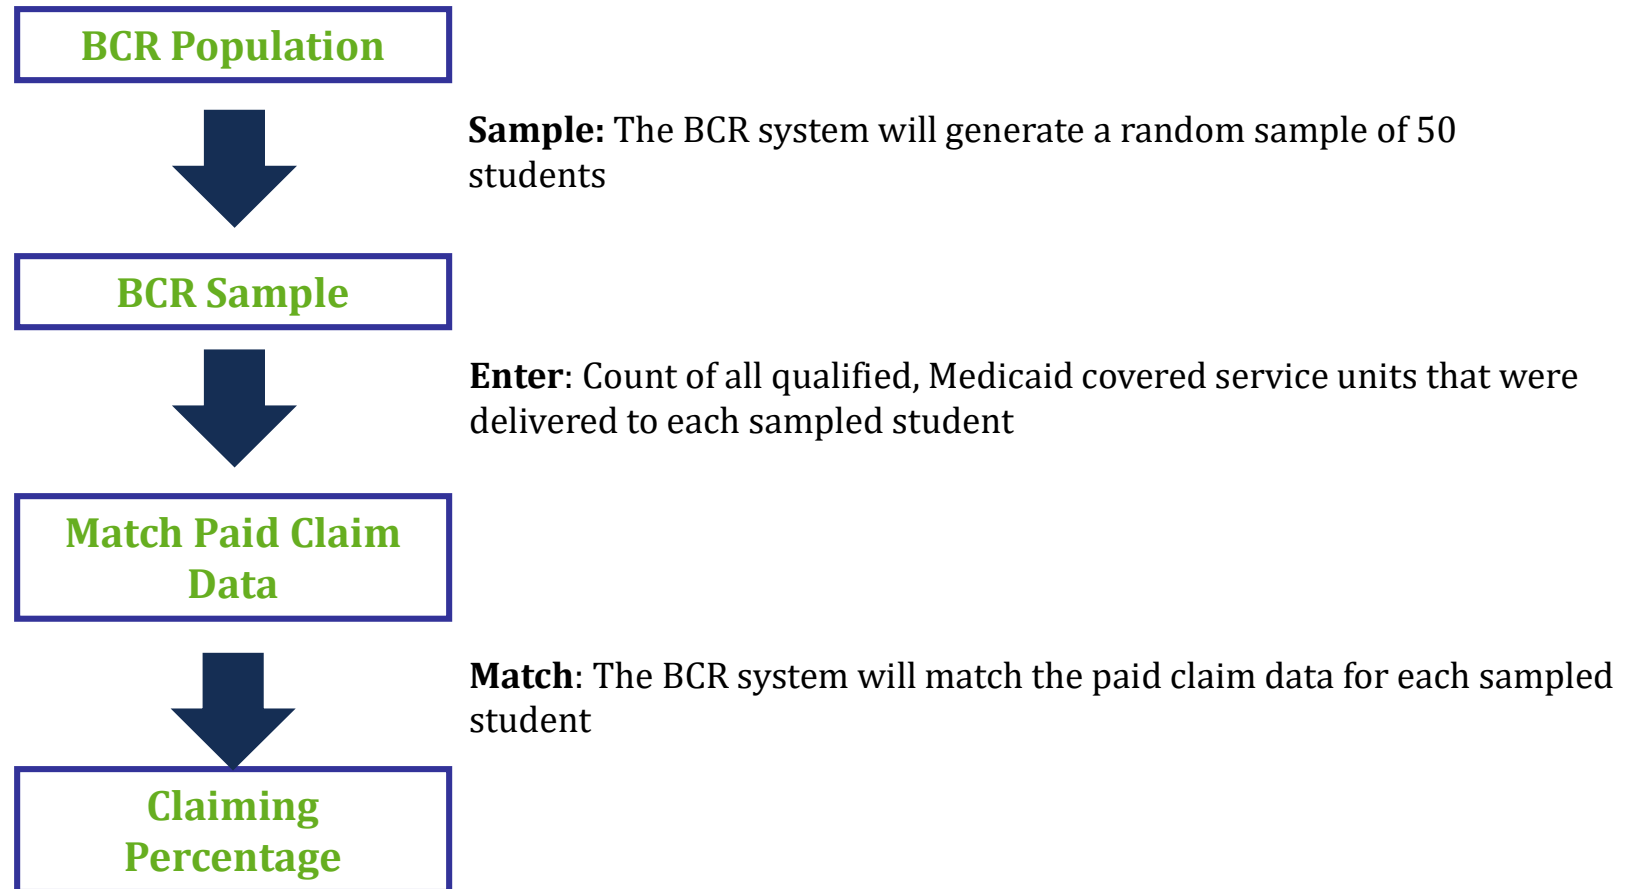 BCR Population
Sample: The BCR system will generate a random sample of 50
students
BCR Sample
Enter: Count of all qualified, Medicaid covered service units that were
delivered to each sampled student
Match Paid Claim
Data
Match: The BCR system will match the paid claim data for each sampled
student
Claiming
Percentage